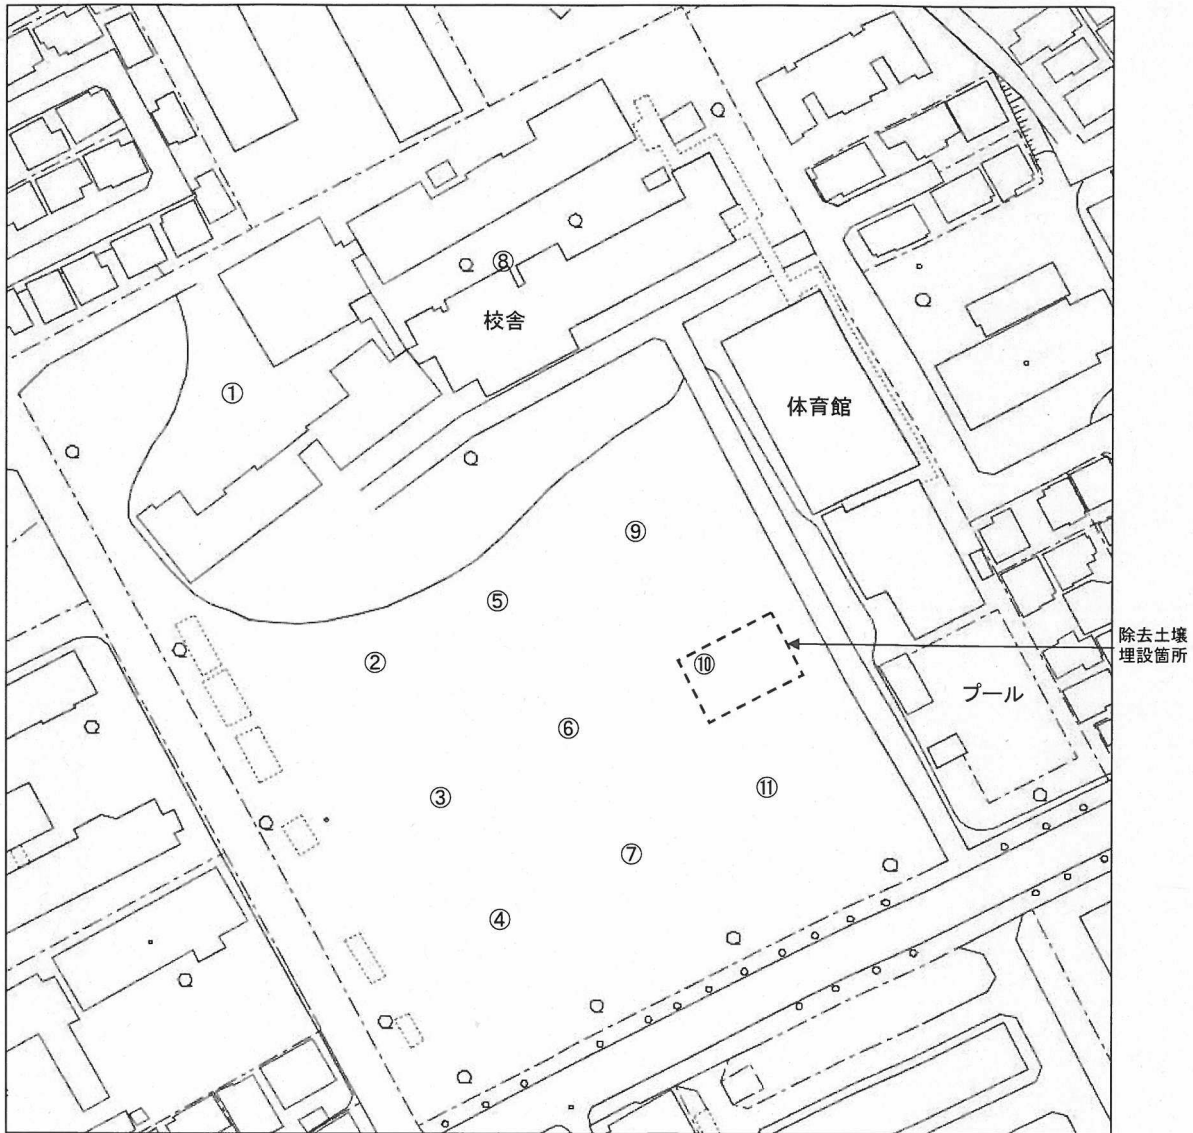 ⑧
校舎
①
体育館
⑨
⑤
除去土壌
埋設箇所
②
⑩
プール
⑥
③
⑪
⑦
④